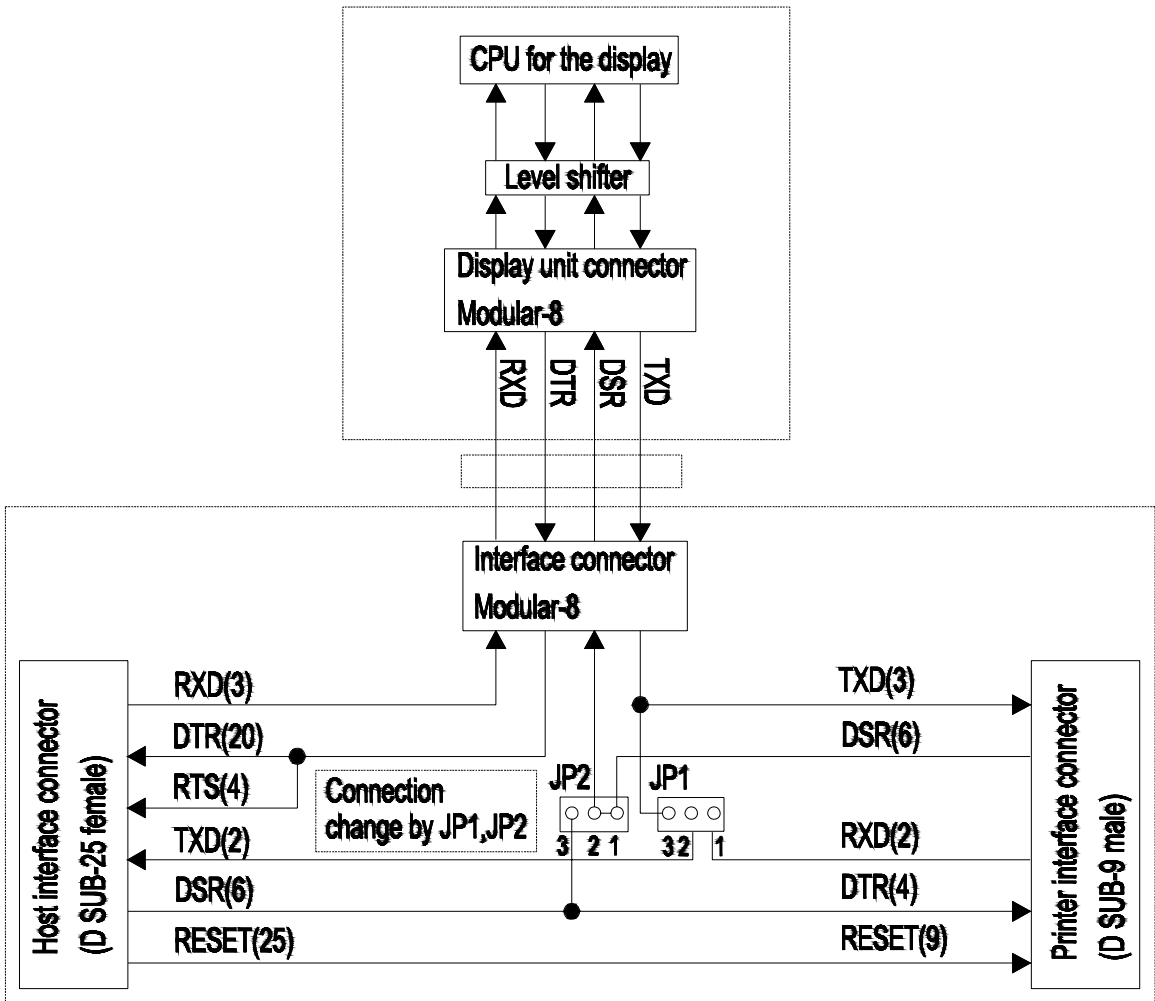 CPU for the display
Level shifter
Display unit connector
Modular-8
RXD
DTR
DSR
TXD
Interface connector
Modular-8
Host interface connector
(D SUB-25 female)
RXD(3)
DTR(20)
RTS(4)
TXD(2)
DSR(6)
RESET(25)
Connection
change by JP1,JP2
JP2
3 2 1
JP1
3 2 1
TXD(3)
DSR(6)
RXD(2)
DTR(4)
RESET(9)
Printer interface connector
(D SUB-9 male)